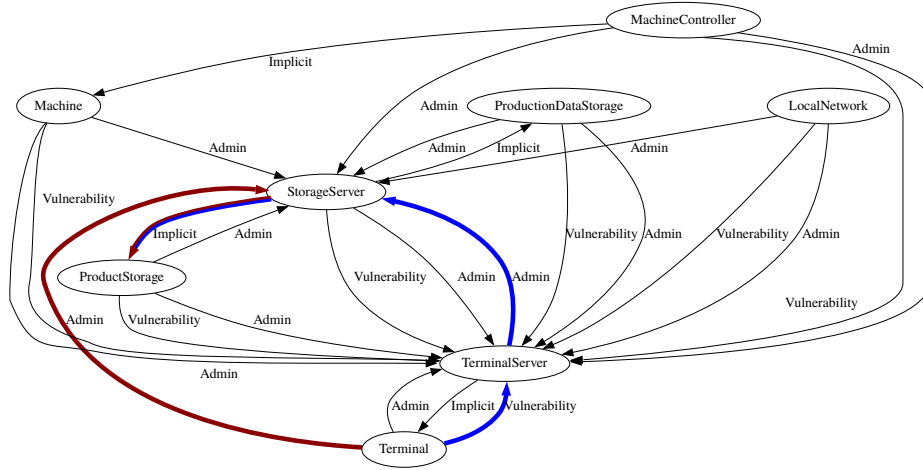 MachineController
Implicit
Admin
Machine
Admin
ProductionDataStorage
LocalNetwork
Admin
Admin
Implicit
Admin
Vulnerability
StorageServer
Implicit
Admin
Vulnerability
Admin
Vulnerability
Admin
ProductStorage
Vulnerability
Admin
Admin
Vulnerability
Admin
Vulnerability
Admin
TerminalServer
Admin
Admin
Implicit
Vulnerability
Terminal